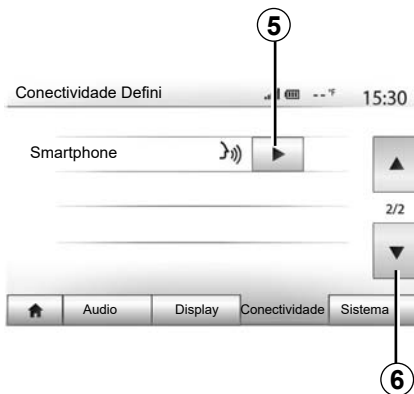 5
Conectividade Defini
--°F
15:30
Smartphone
2/2
Audio
Display
Conectividade
Sistema
6